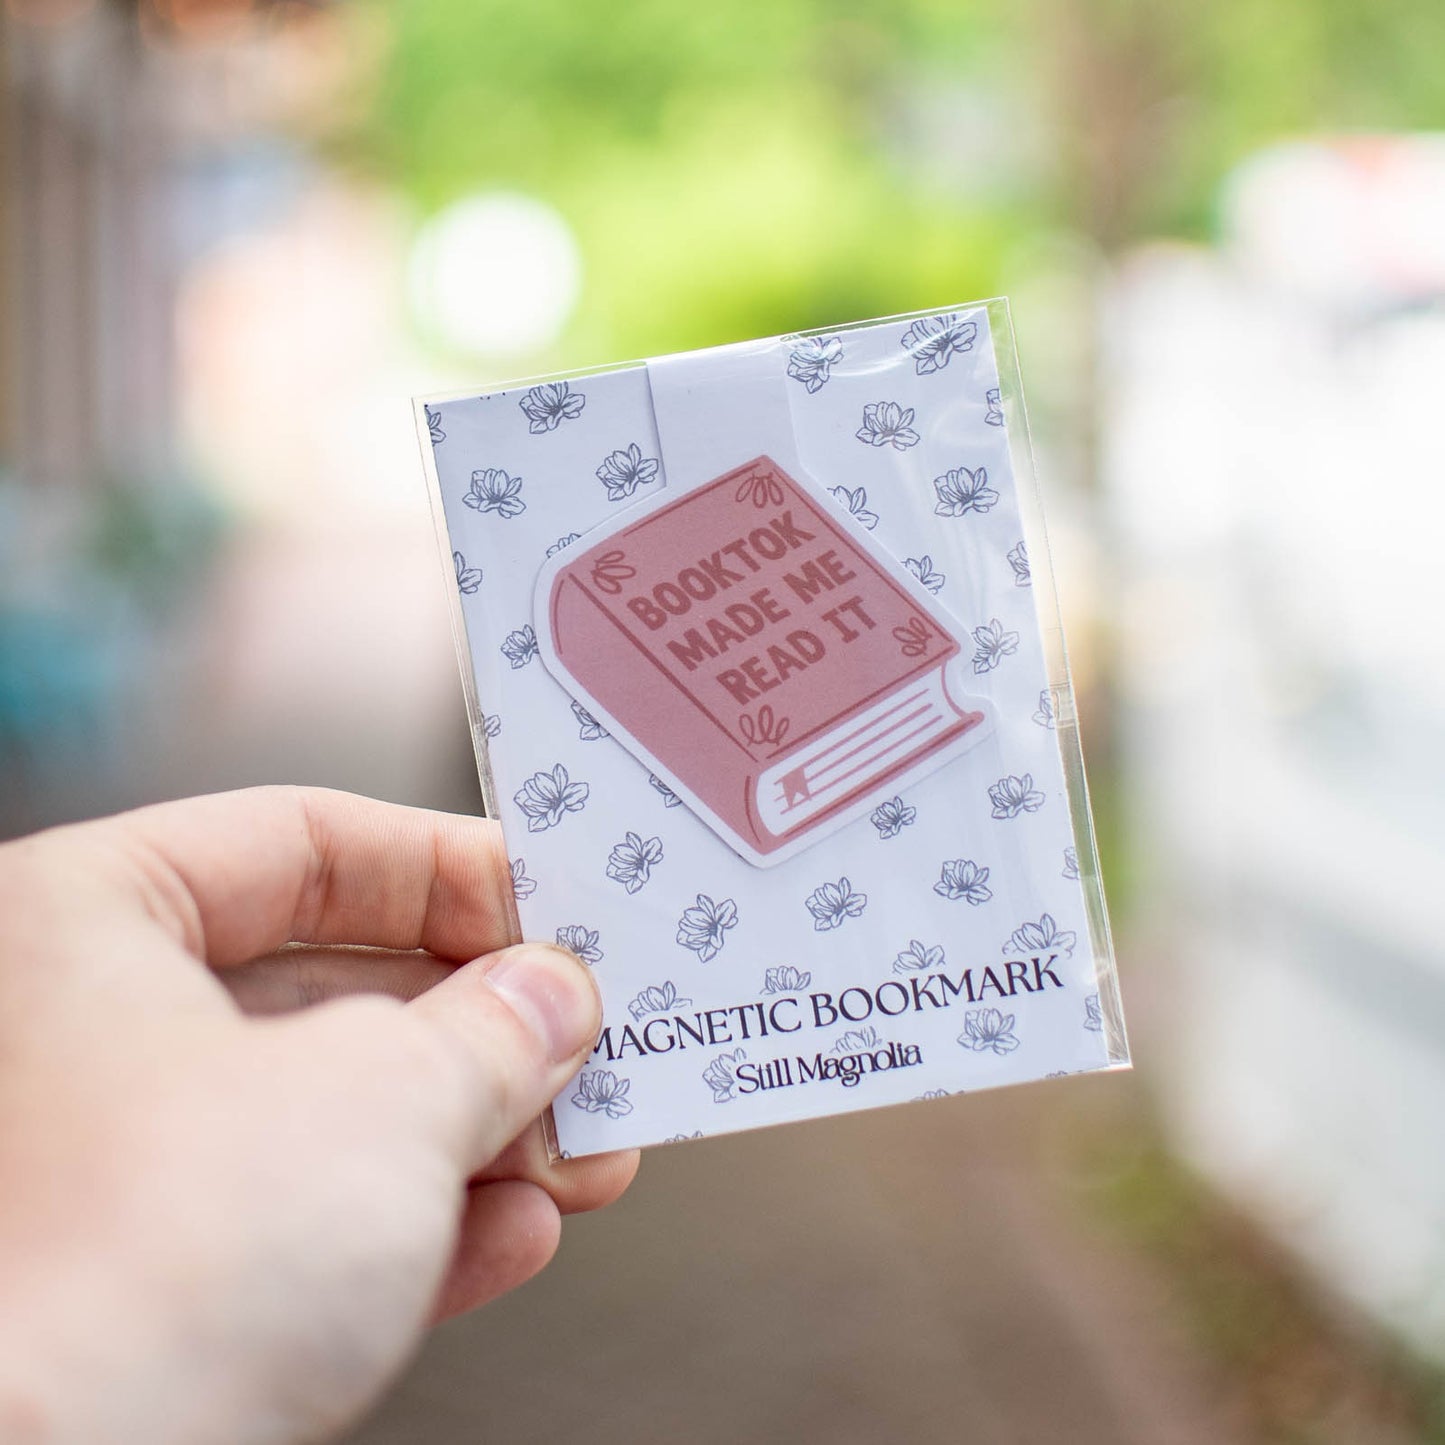 BOOKTOK
MADE ME
READ IT
MAGNETIC BOOKMARK
Still Magnolia